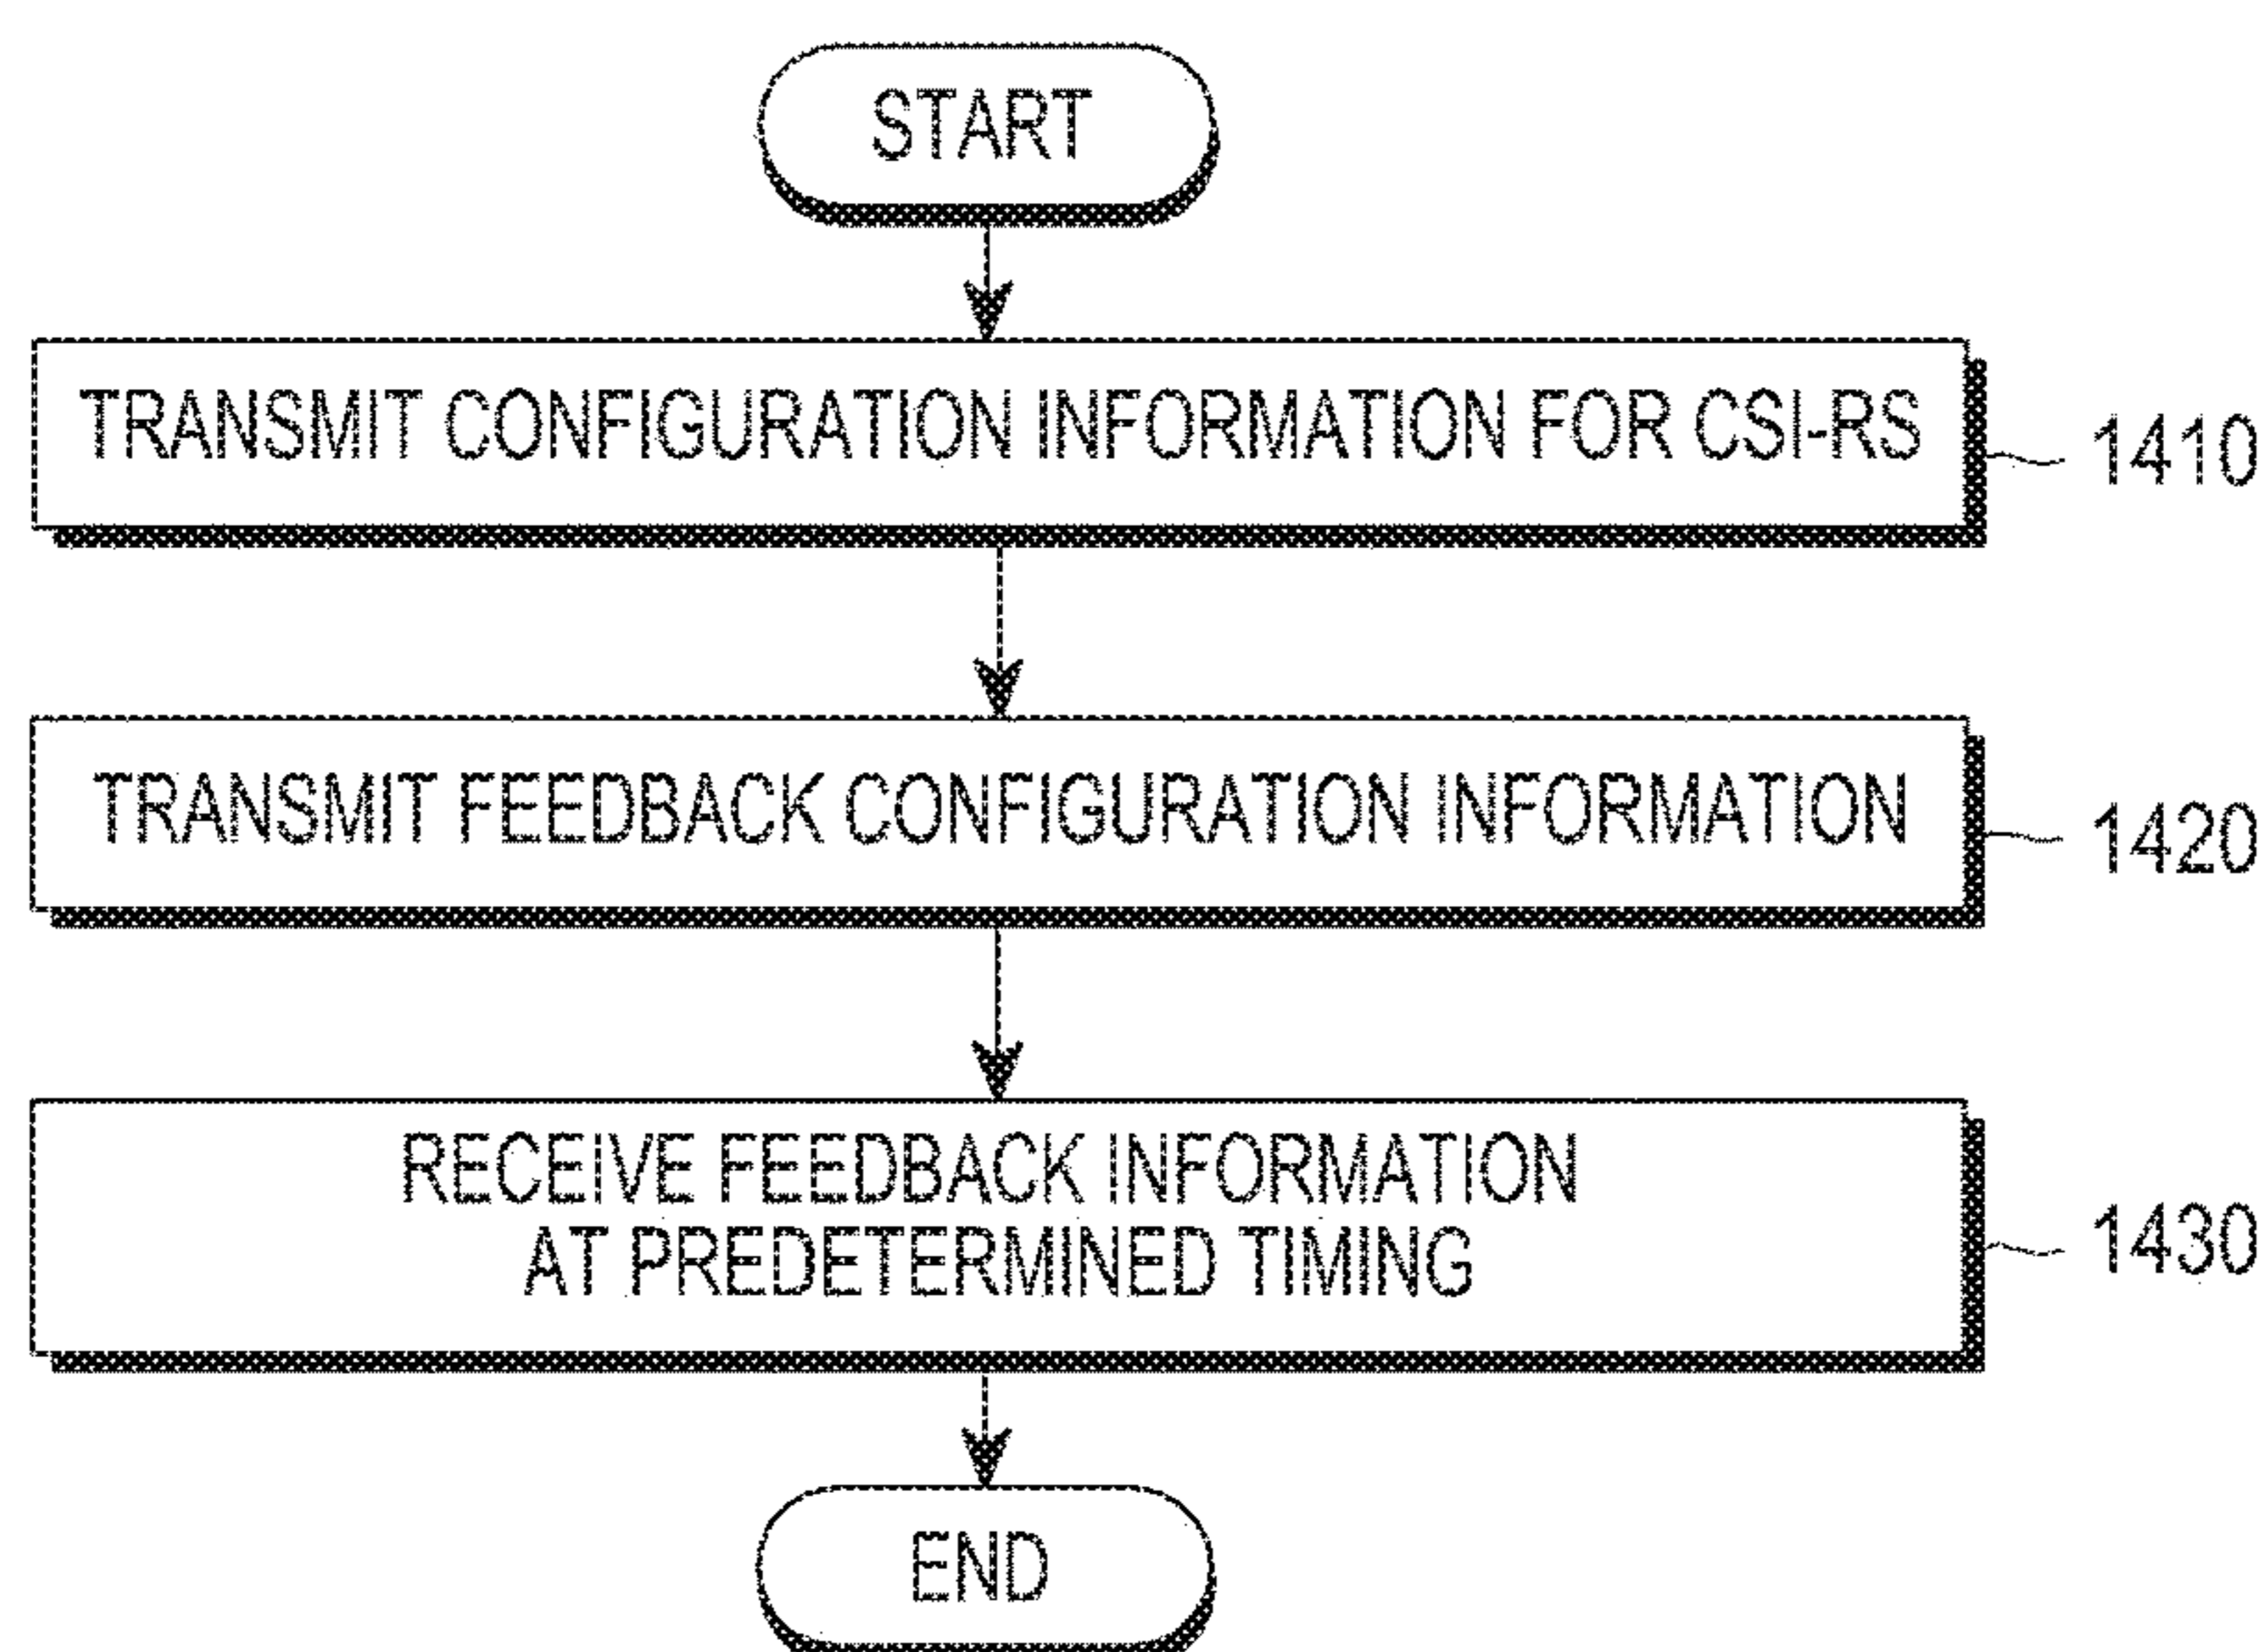 START
TRANSMIT CONFIGURATION INFORMATION FOR CSI-RS
1410
TRANSMIT FEEDBACK CONFIGURATION INFORMATION
1420
RECEIVE FEEDBACK INFORMATION
AT PREDETERMINED TIMING
1430
END